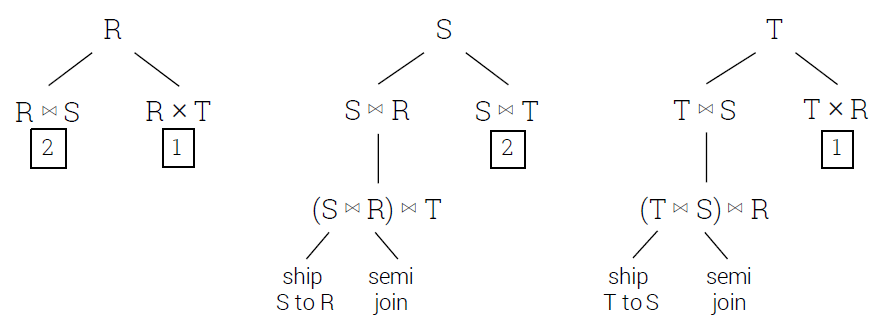 R S T
R ⋈ S R × T S ⋈ R S ⋈ T T ⋈ S T × R
2 1 2 1
(S ⋈ R) ⋈ T (T ⋈ S) ⋈ R
ship semi ship semi
S to R join T to S join